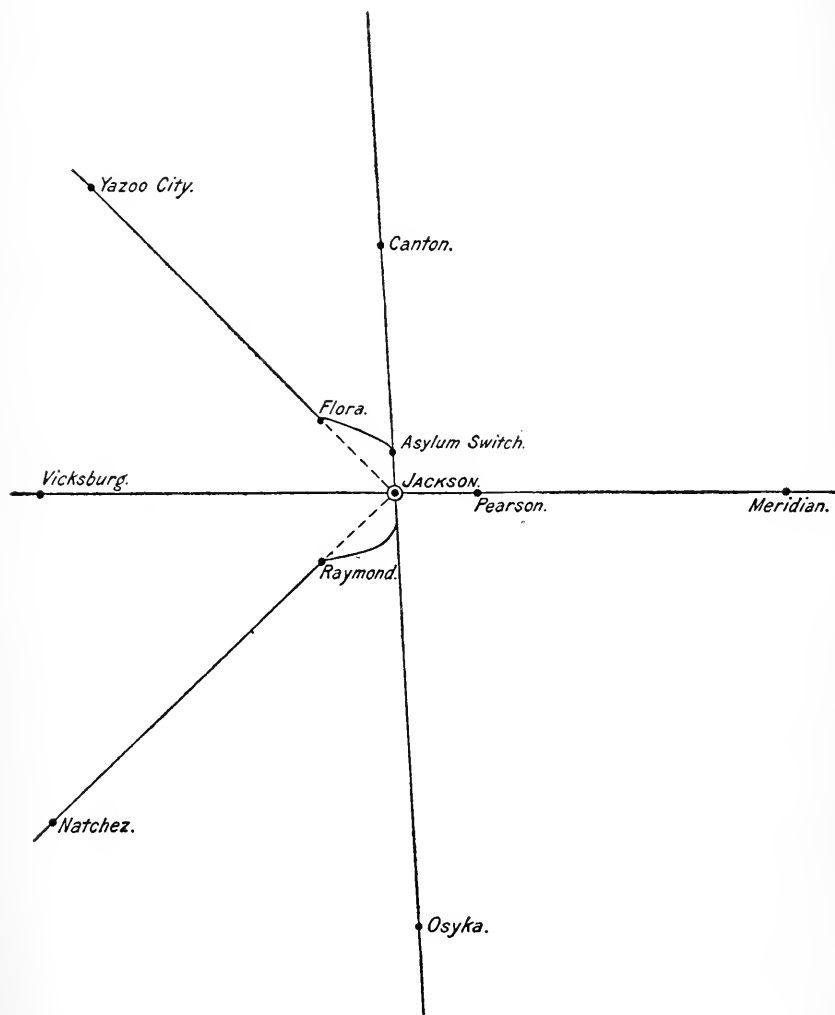 Yazoo City.
Canton.
Flora.
Asylum Switch.
Vicksburg.
JACKSON.
Pearson.
Meridian.
Raymond.
Natchez.
Osyka.